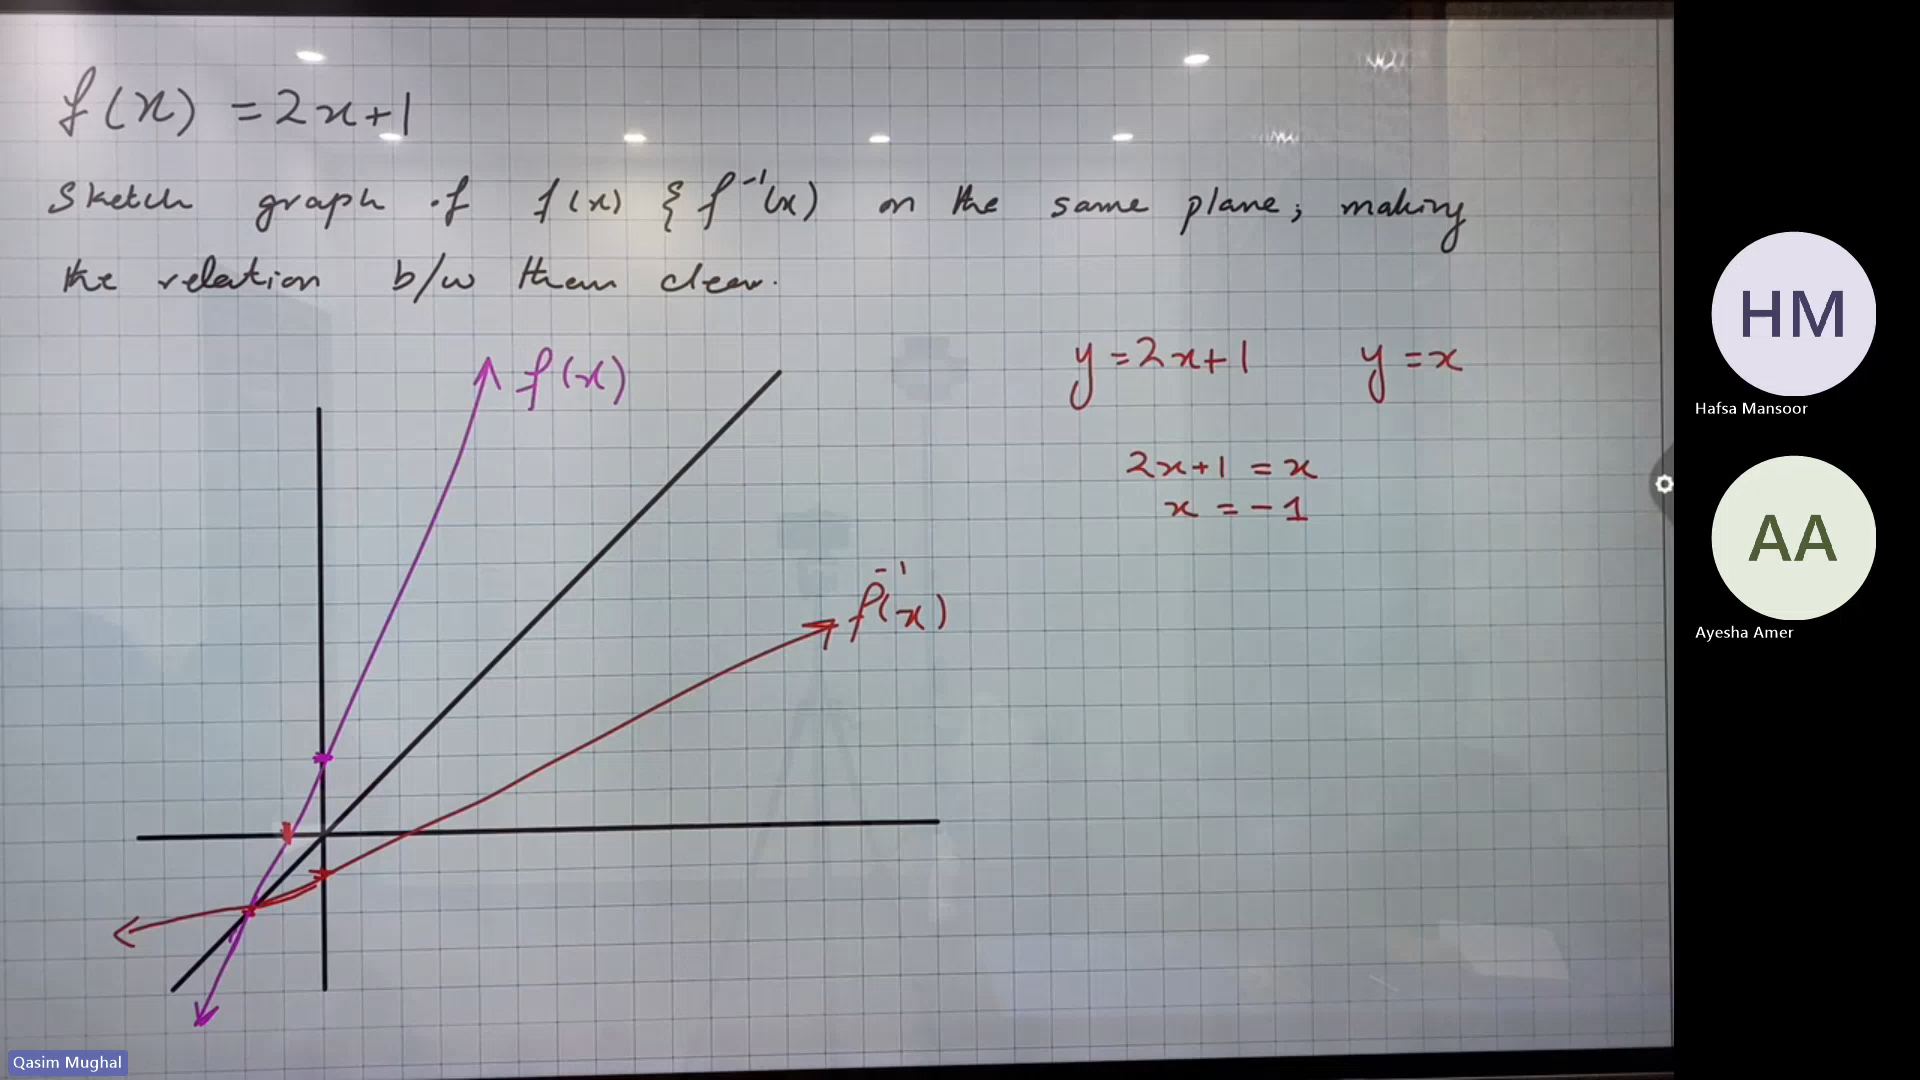 f(x) = 2x+1
Sketch graph of f(x) & f⁻¹(x) on the same plane; making
the relation b/w them clear.
f(x)
y = 2x+1 y = x
2x+1 = x
x = -1
f⁻¹(x)
HM
Hafsa Mansoor
AA
Ayesha Amer
Qasim Mughal